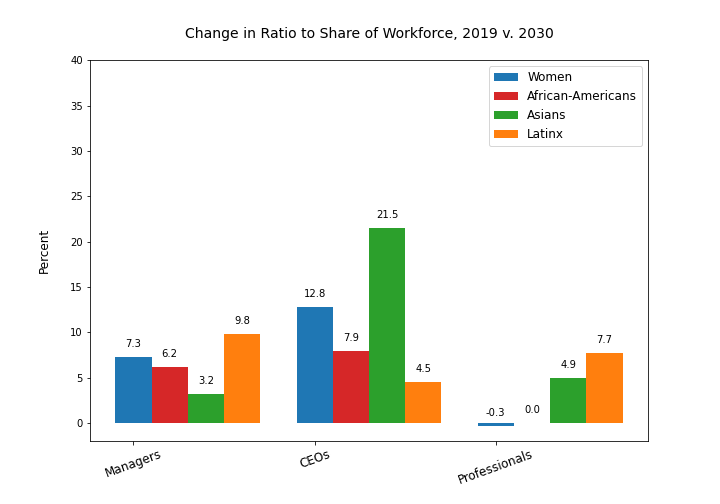 Change in Ratio to Share of Workforce, 2019 v. 2030
Women
African-Americans
Asians
Latinx
Percent
40
35
30
25
20
15
10
5
0
7.3
6.2
3.2
9.8
12.8
7.9
21.5
4.5
-0.3
0.0
4.9
7.7
Managers
CEOs
Professionals